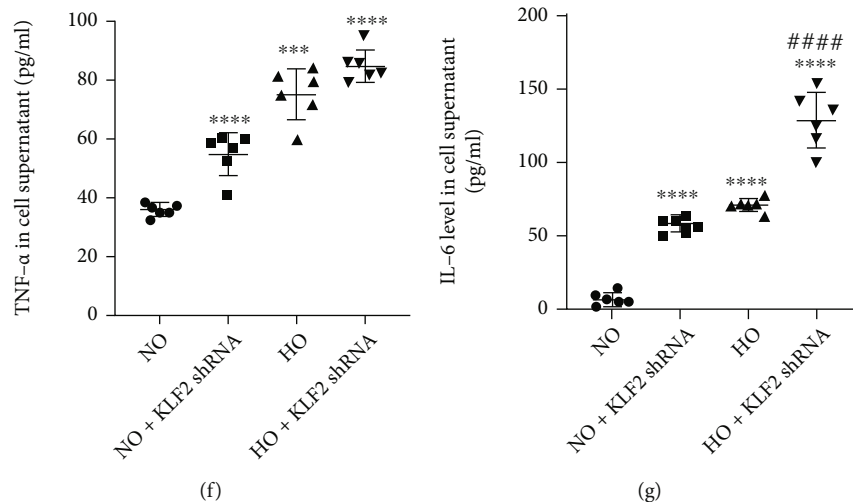 TNF-α in cell supernatant (pg/ml)
100
80
60
40
20
0
****
***
****
NO
NO + KLF2 shRNA
HO
HO + KLF2 shRNA
(f)
IL-6 level in cell supernatant
(pg/ml)
200
150
100
50
0
****
****
####
****
NO
NO + KLF2 shRNA
HO
HO + KLF2 shRNA
(g)